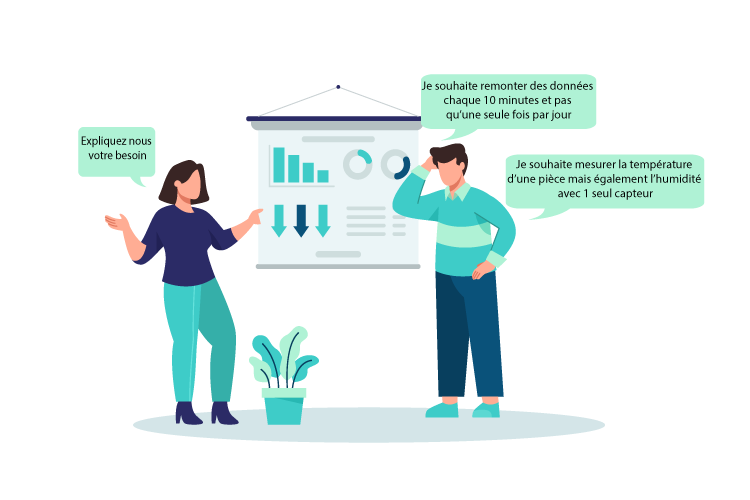 Je souhaite remonter des données
chaque 10 minutes et pas
qu'une seule fois par jour
Expliquez nous
votre besoin
Je souhaite mesurer la température
d'une pièce mais également l'humidité
avec 1 seul capteur